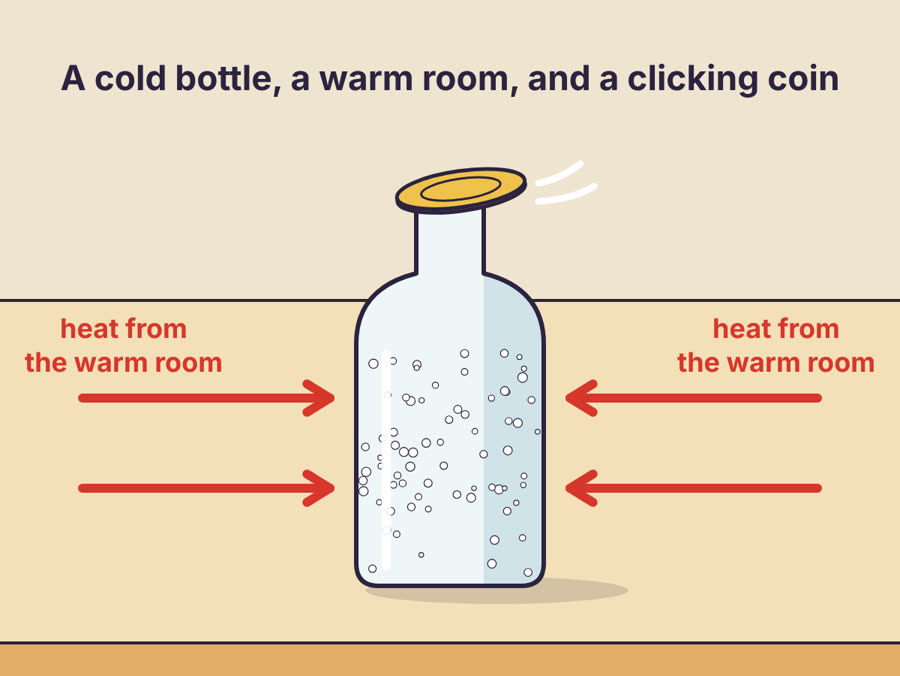 A cold bottle, a warm room, and a clicking coin
heat from
the warm room
heat from
the warm room